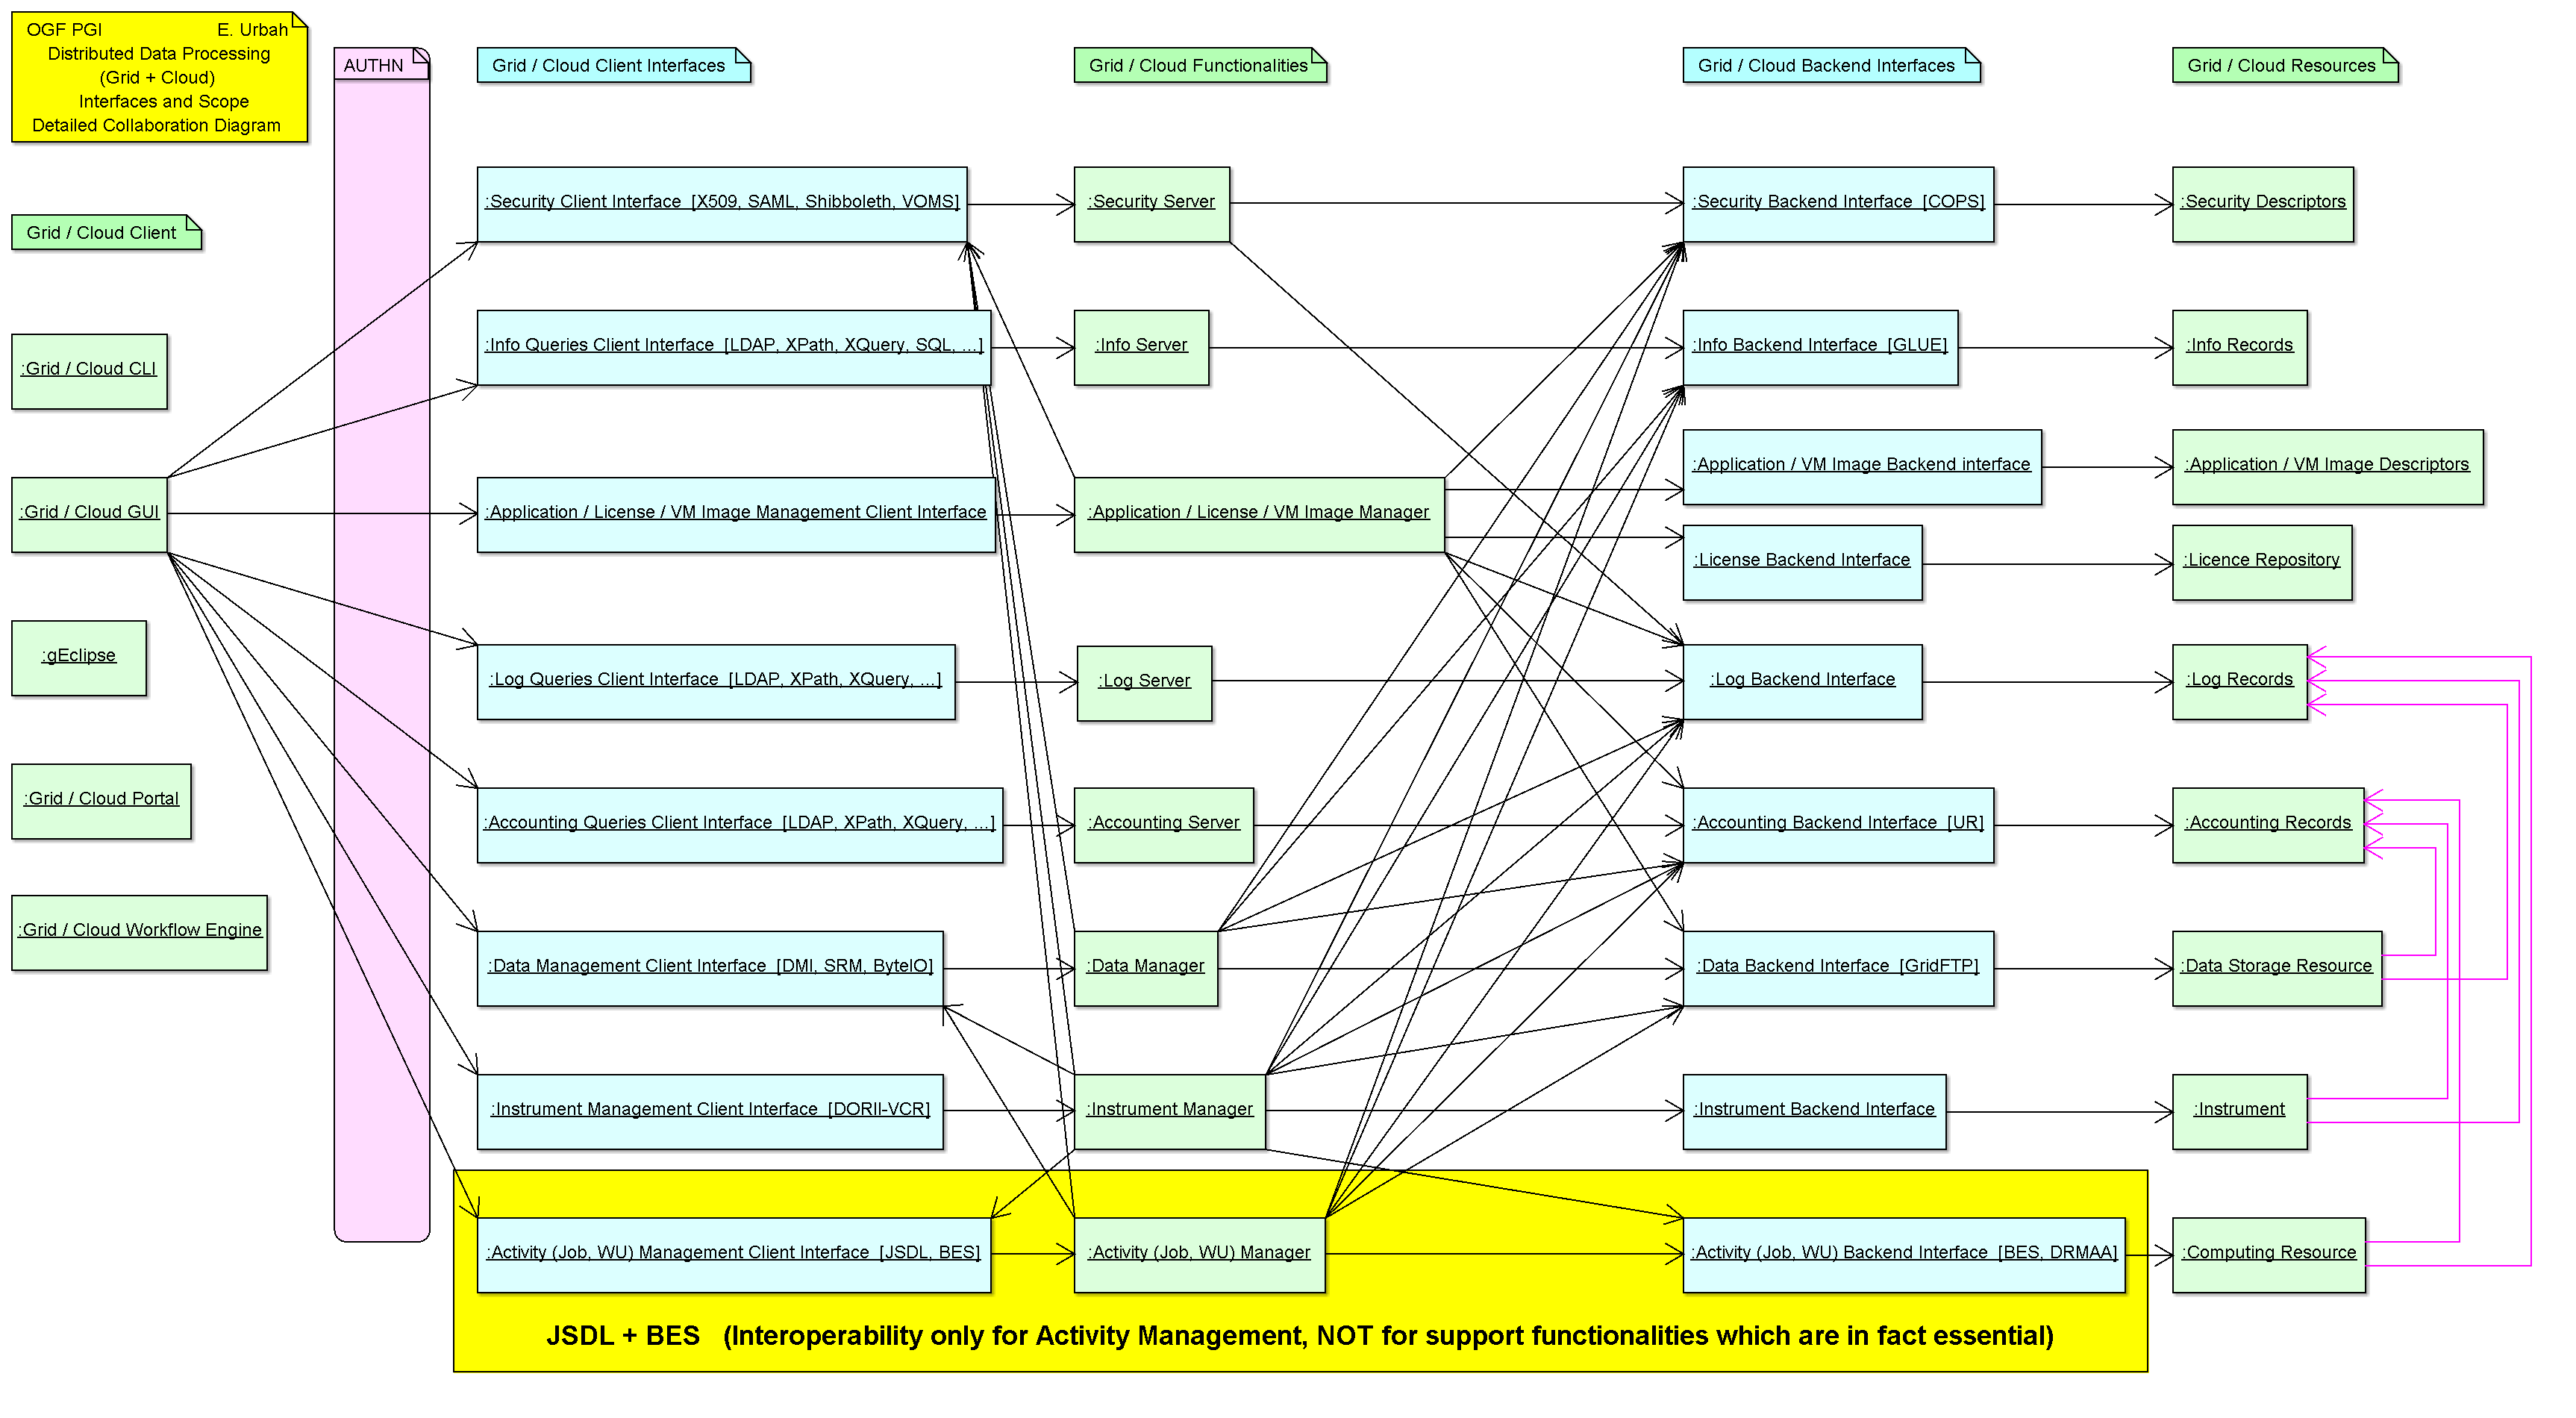 OGF PGI E. Urbah
Distributed Data Processing
(Grid + Cloud)
Interfaces and Scope
Detailed Collaboration Diagram
AUTHN
Grid / Cloud Client Interfaces
Grid / Cloud Functionalities
Grid / Cloud Backend Interfaces
Grid / Cloud Resources
Grid / Cloud Client
:Security Client Interface [X509, SAML, Shibboleth, VOMS]
:Security Server
:Security Backend Interface [COPS]
:Security Descriptors
:Grid / Cloud CLI
:Info Queries Client Interface [LDAP, XPath, XQuery, SQL, ...]
:Info Server
:Info Backend Interface [GLUE]
:Info Records
:Application / VM Image Backend interface
:Application / VM Image Descriptors
:Grid / Cloud GUI
:Application / License / VM Image Management Client Interface
:Application / License / VM Image Manager
:License Backend Interface
:Licence Repository
:gEclipse
:Log Queries Client Interface [LDAP, XPath, XQuery, ...]
:Log Server
:Log Backend Interface
:Log Records
:Grid / Cloud Portal
:Accounting Queries Client Interface [LDAP, XPath, XQuery, ...]
:Accounting Server
:Accounting Backend Interface [UR]
:Accounting Records
:Grid / Cloud Workflow Engine
:Data Management Client Interface [DMI, SRM, ByteIO]
:Data Manager
:Data Backend Interface [GridFTP]
:Data Storage Resource
:Instrument Management Client Interface [DORII-VCR]
:Instrument Manager
:Instrument Backend Interface
:Instrument
:Activity (Job, WU) Management Client Interface [JSDL, BES]
:Activity (Job, WU) Manager
:Activity (Job, WU) Backend Interface [BES, DRMAA]
:Computing Resource
JSDL + BES (Interoperability only for Activity Management, NOT for support functionalities which are in fact essential)